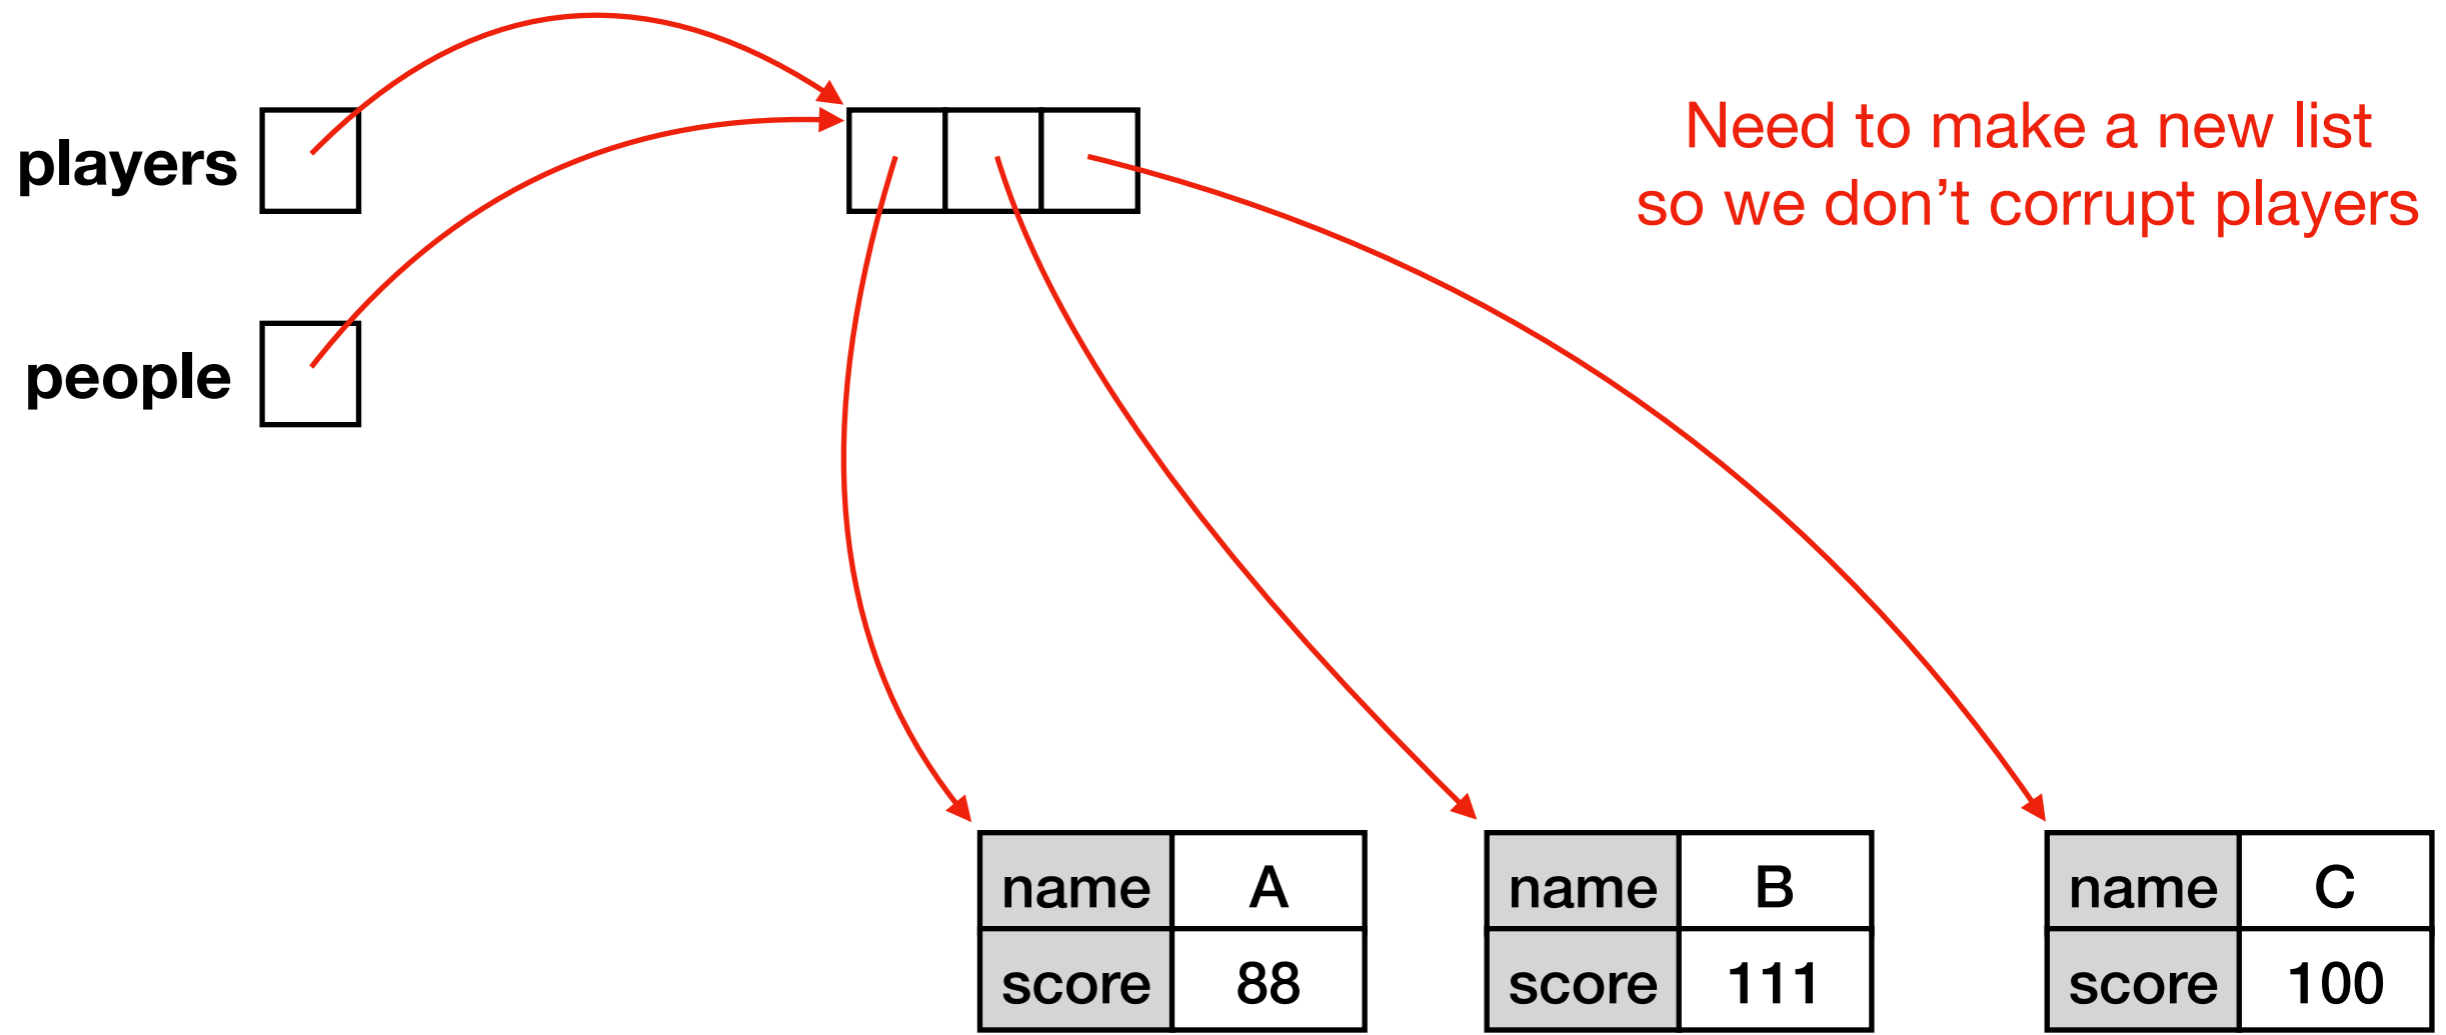 players
Need to make a new list
so we don’t corrupt players
people
name A
score 88
name B
score 111
name C
score 100